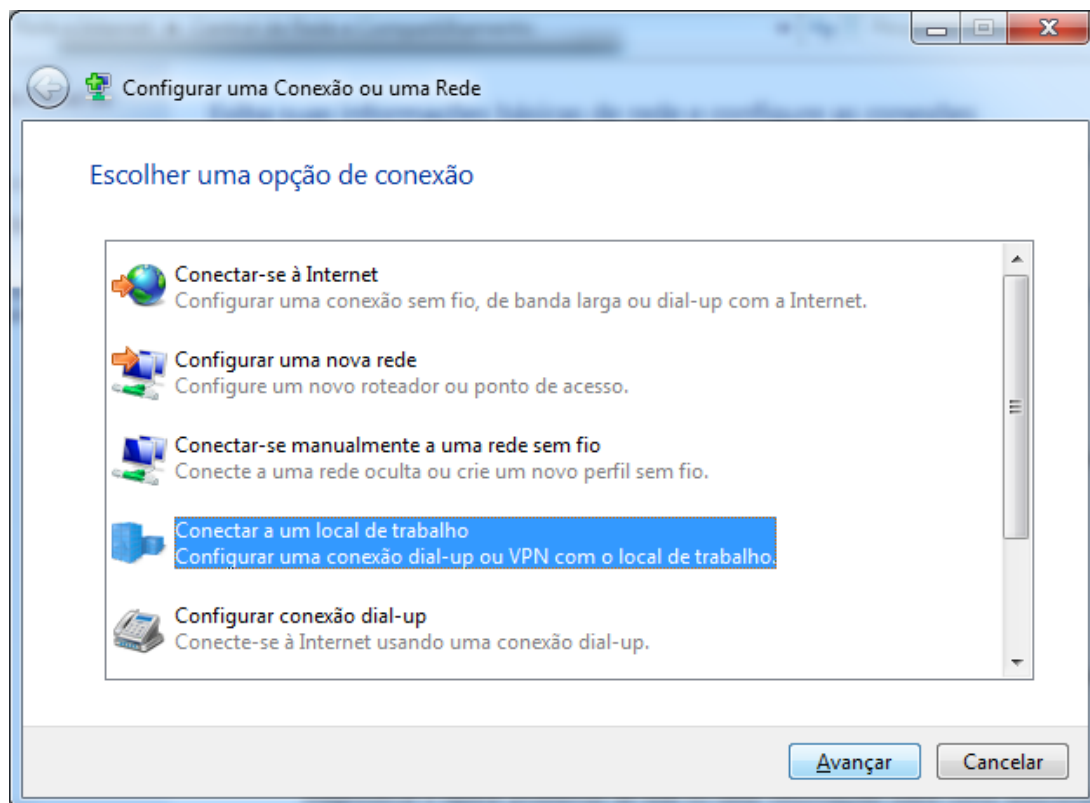 Configurar uma Conexão ou uma Rede
Escolher uma opção de conexão
Conectar-se à Internet
Configurar uma conexão sem fio, de banda larga ou dial-up com a Internet.
Configurar uma nova rede
Configure um novo roteador ou ponto de acesso.
Conectar-se manualmente a uma rede sem fio
Conecte a uma rede oculta ou crie um novo perfil sem fio.
Conectar a um local de trabalho
Configurar uma conexão dial-up ou VPN com o local de trabalho.
Configurar conexão dial-up
Conecte-se à Internet usando uma conexão dial-up.
Avançar
Cancelar